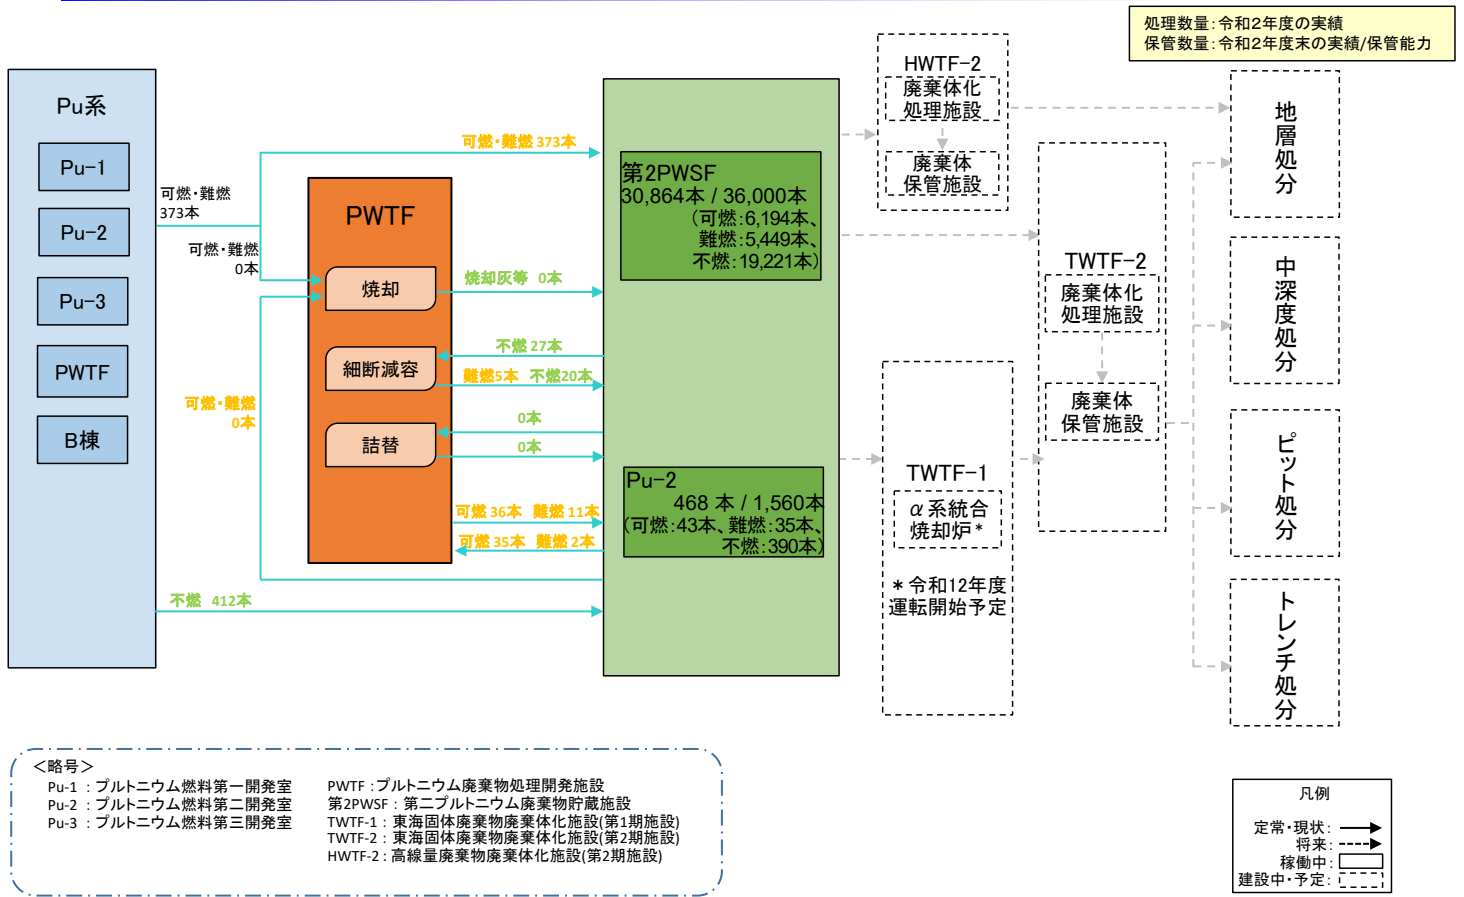 処理数量：令和２年度の実績
保管数量：令和２年度末の実績/保管能力
Pu系
Pu−1
Pu−2
Pu−3
PWTF
B棟
可燃・難燃
373本
可燃・難燃
0本
可燃・難燃
0本
可燃・難燃 373本
PWTF
焼却
細断減容
詰替
焼却灰等 0本
不燃 27本
難燃5本 不燃20本
0本
0本
可燃 36本 難燃 11本
可燃 35本 難燃 2本
不燃 412本
第2PWSF
30,864本 / 36,000本
（可燃：6,194本、
難燃：5,449本、
不燃：19,221本）
Pu−2
468 本 / 1,560本
（可燃：43本、難燃：35本、
不燃：390本）
HWTF−2
廃棄体化
処理施設
廃棄体
保管施設
TWTF−2
廃棄体化
処理施設
廃棄体
保管施設
TWTF−1
α系統合
焼却炉*
＊令和12年度
運転開始予定
地層処分
中深度処分
ピット処分
トレンチ処分
＜略号＞
Pu-1 ：プルトニウム燃料第一開発室
Pu-2 ：プルトニウム燃料第二開発室
Pu-3 ：プルトニウム燃料第三開発室
PWTF ：プルトニウム廃棄物処理開発施設
第2PWSF ：第二プルトニウム廃棄物貯蔵施設
TWTF-1 ：東海固体廃棄物廃棄体化施設(第1期施設)
TWTF-2 ：東海固体廃棄物廃棄体化施設(第2期施設)
HWTF-2 ：高線量廃棄物廃棄体化施設(第2期施設)
凡例
定常・現状：
将来：
稼働中：
建設中・予定：